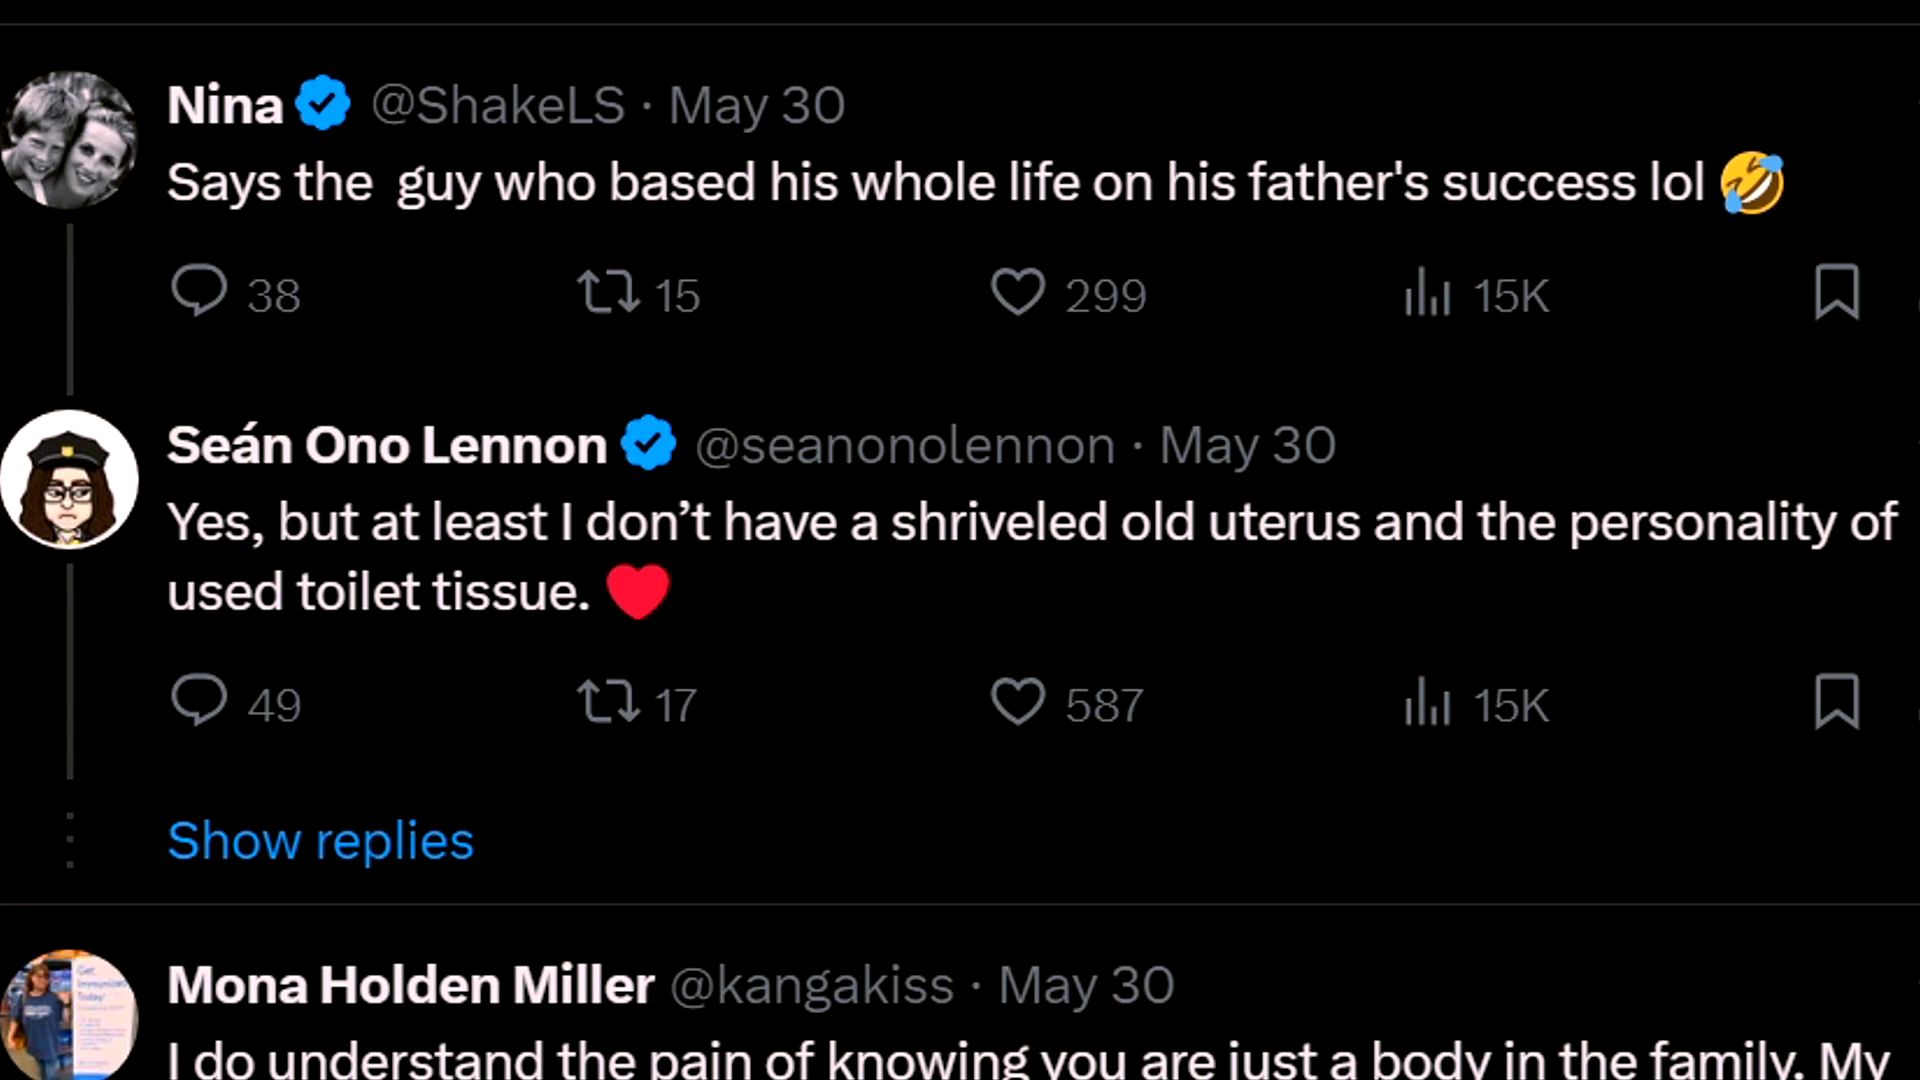 Nina @ShakeLS · May 30
Says the guy who based his whole life on his father's success lol 🤣
38 15 299 15K
Seán Ono Lennon @seanonolennon · May 30
Yes, but at least I don’t have a shriveled old uterus and the personality of
used toilet tissue. ❤️
49 17 587 15K
Show replies
Mona Holden Miller @kangakiss · May 30
I do understand the pain of knowing you are just a body in the family. My